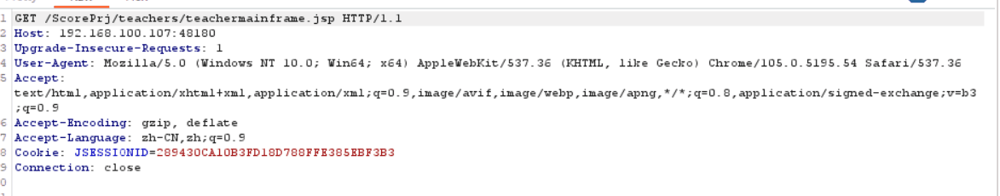 1 GET /ScorePrj/teachers/teachermainframe.jsp HTTP/1.1
2 Host: 192.168.100.107:48180
3 Upgrade-Insecure-Requests: 1
4 User-Agent: Mozilla/5.0 (Windows NT 10.0; Win64; x64) AppleWebKit/537.36 (KHTML, like Gecko) Chrome/105.0.5195.54 Safari/537.36
5 Accept:
text/html,application/xhtml+xml,application/xml;q=0.9,image/avif,image/webp,image/apng,*/*;q=0.8,application/signed-exchange;v=b3
;q=0.9
6 Accept-Encoding: gzip, deflate
7 Accept-Language: zh-CN,zh;q=0.9
8 Cookie: JSESSIONID=289430CA10B3FD18D788FFE385EBF3B3
9 Connection: close
0